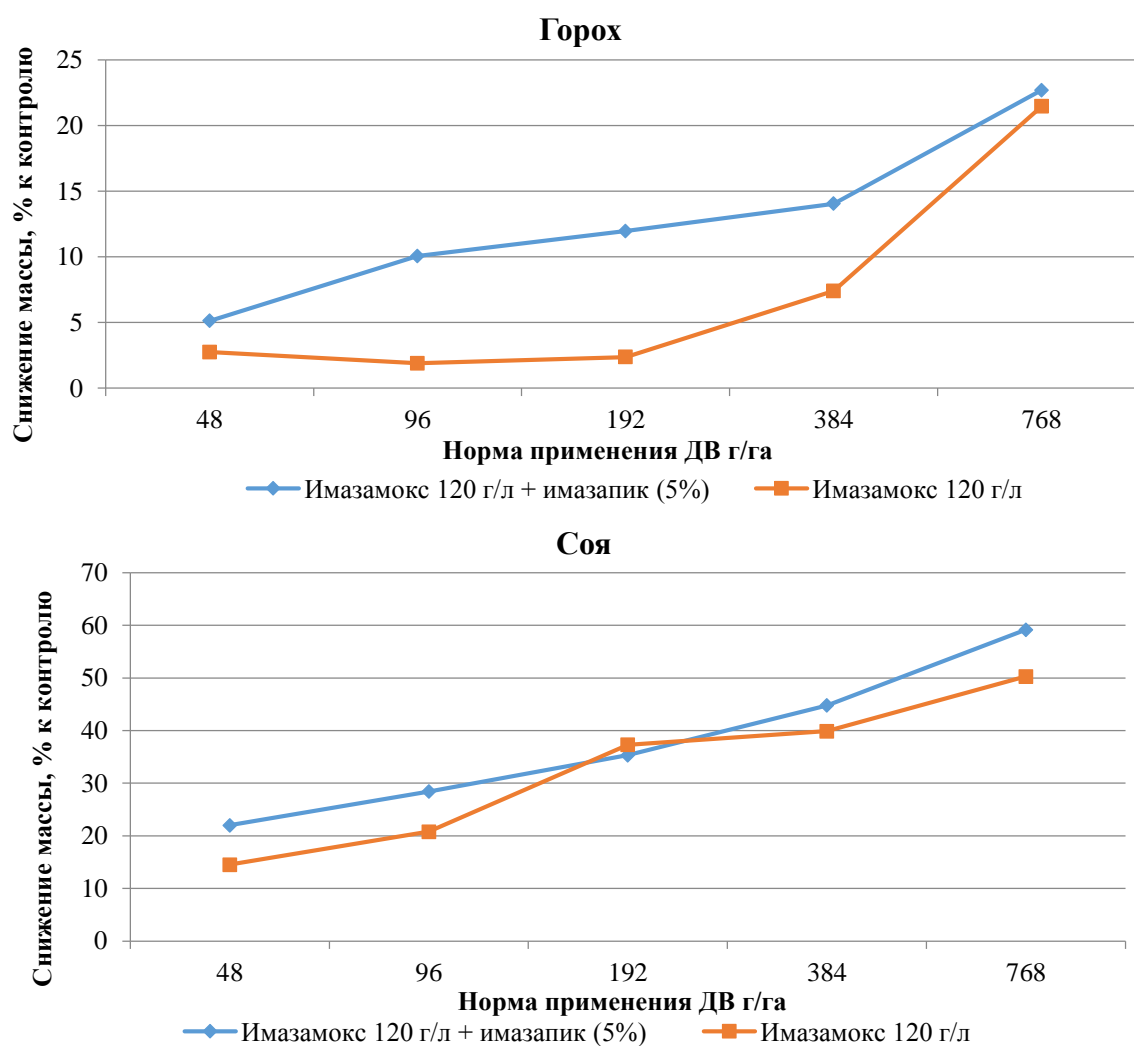 Горох
Снижение массы, % к контролю
25
20
15
10
5
0
48 96 192 384 768
Норма применения ДВ г/га
Имазамокс 120 г/л + имазапик (5%) Имазамокс 120 г/л
Соя
Снижение массы, % к контролю
70
60
50
40
30
20
10
0
48 96 192 384 768
Норма применения ДВ г/га
Имазамокс 120 г/л + имазапик (5%) Имазамокс 120 г/л